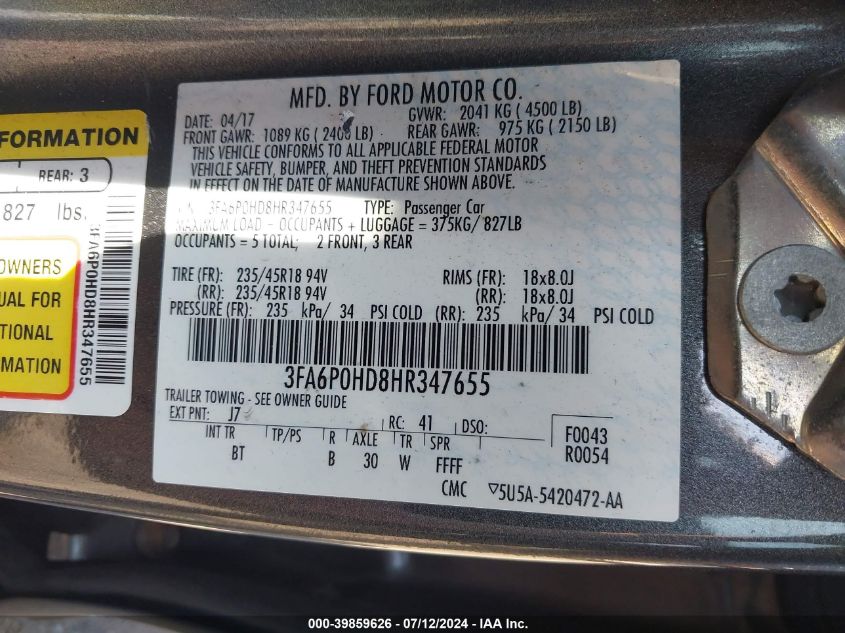 MFD. BY FORD MOTOR CO.
DATE: 04/17 GVWR: 2041 KG ( 4500 LB)
FRONT GAWR: 1089 KG ( 2400 LB) REAR GAWR: 975 KG ( 2150 LB)
THIS VEHICLE CONFORMS TO ALL APPLICABLE FEDERAL MOTOR
VEHICLE SAFETY, BUMPER, AND THEFT PREVENTION STANDARDS
IN EFFECT ON THE DATE OF MANUFACTURE SHOWN ABOVE.
3FA6P0HD8HR347655 TYPE: Passenger Car
MAXIMUM LOAD - OCCUPANTS + LUGGAGE = 375KG/ 827LB
OCCUPANTS = 5 TOTAL; 2 FRONT, 3 REAR
TIRE (FR): 235/45R18 94V RIMS (FR): 18x8.0J
(RR): 235/45R18 94V (RR): 18x8.0J
PRESSURE (FR): 235 kPa/ 34 PSI COLD (RR): 235 kPa/ 34 PSI COLD
3FA6P0HD8HR347655
TRAILER TOWING - SEE OWNER GUIDE
EXT PNT: J7 RC: 41 DSO:
INT TR TP/PS R AXLE TR SPR
BT B 30 W FFFF
F0043
R0054
CMC ▽5U5A-5420472-AA
FORMATION
REAR: 3
827 lbs.
OWNERS
UAL FOR
TIONAL
MATION
3FA6P0HD8HR347655
000-39859626 - 07/12/2024 - IAA Inc.